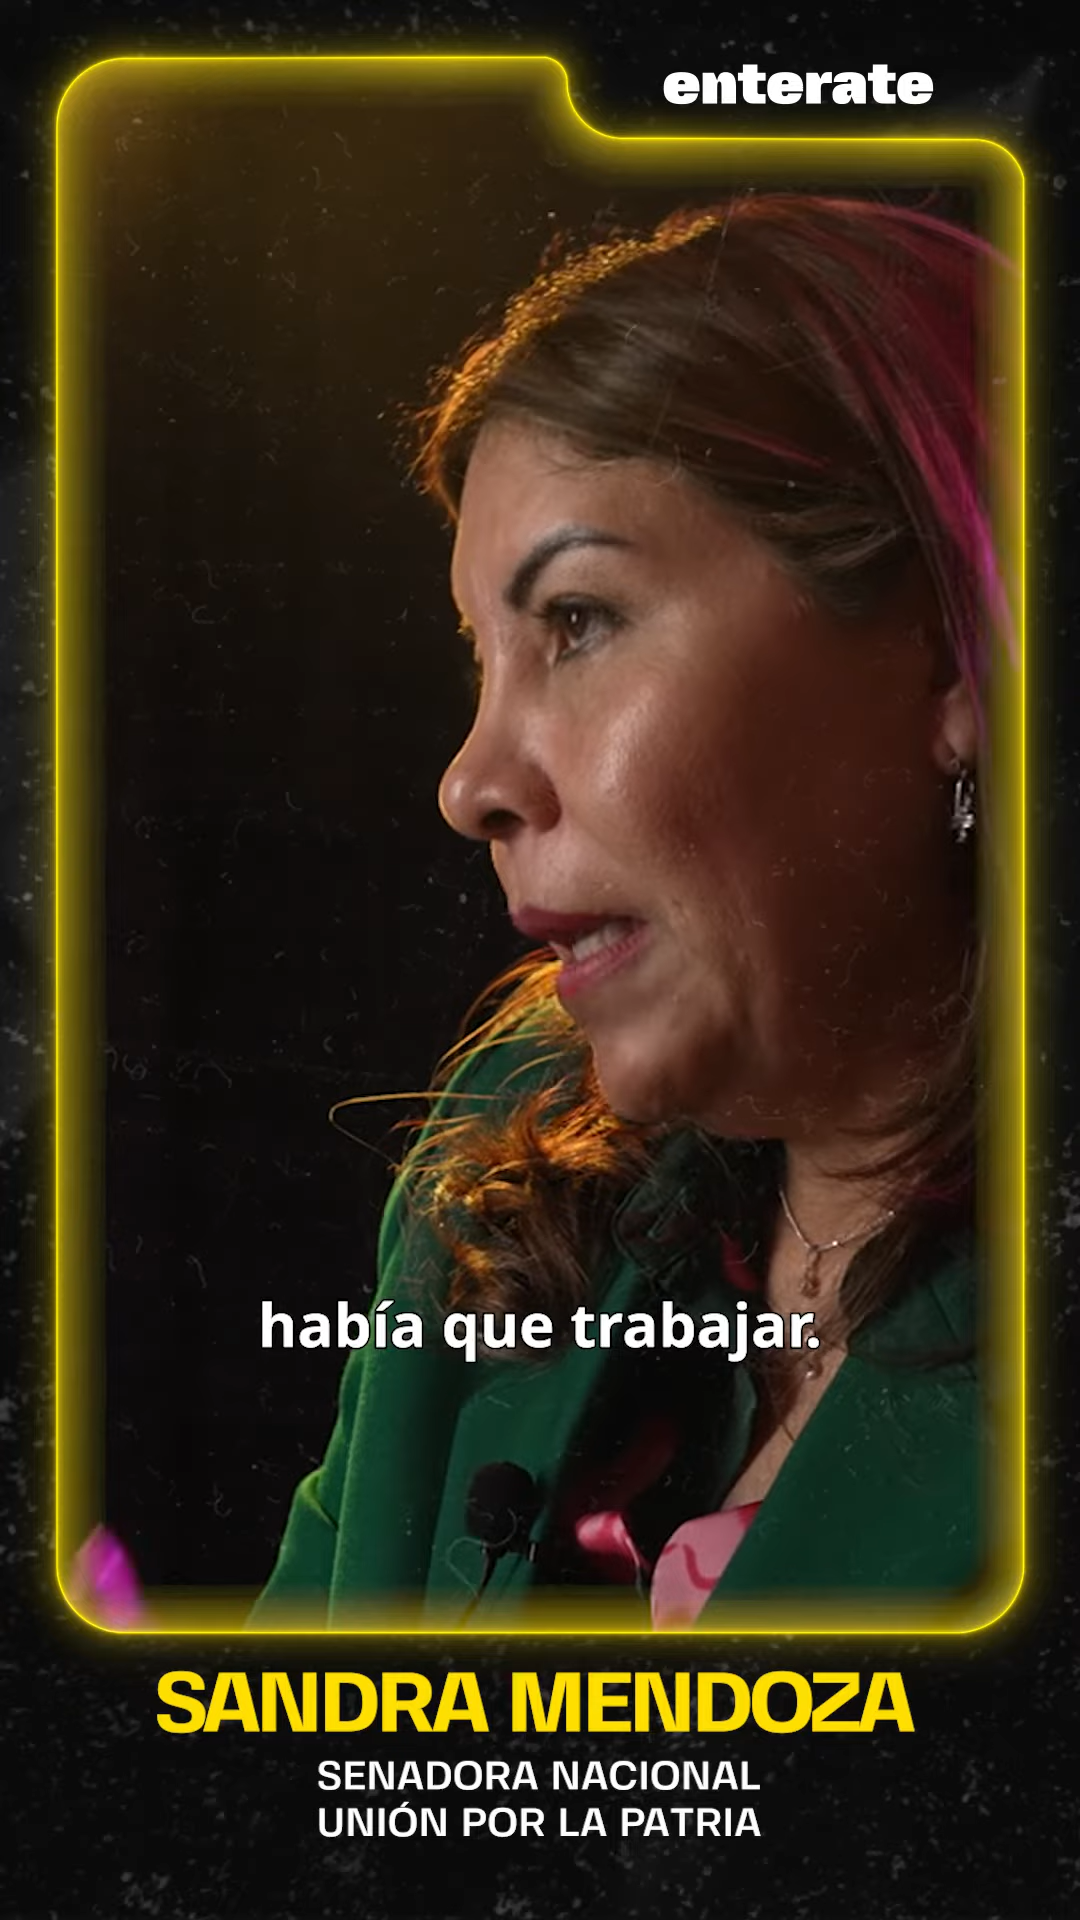 enterate
había que trabajar.
SANDRA MENDOZA
SENADORA NACIONAL
UNIÓN POR LA PATRIA